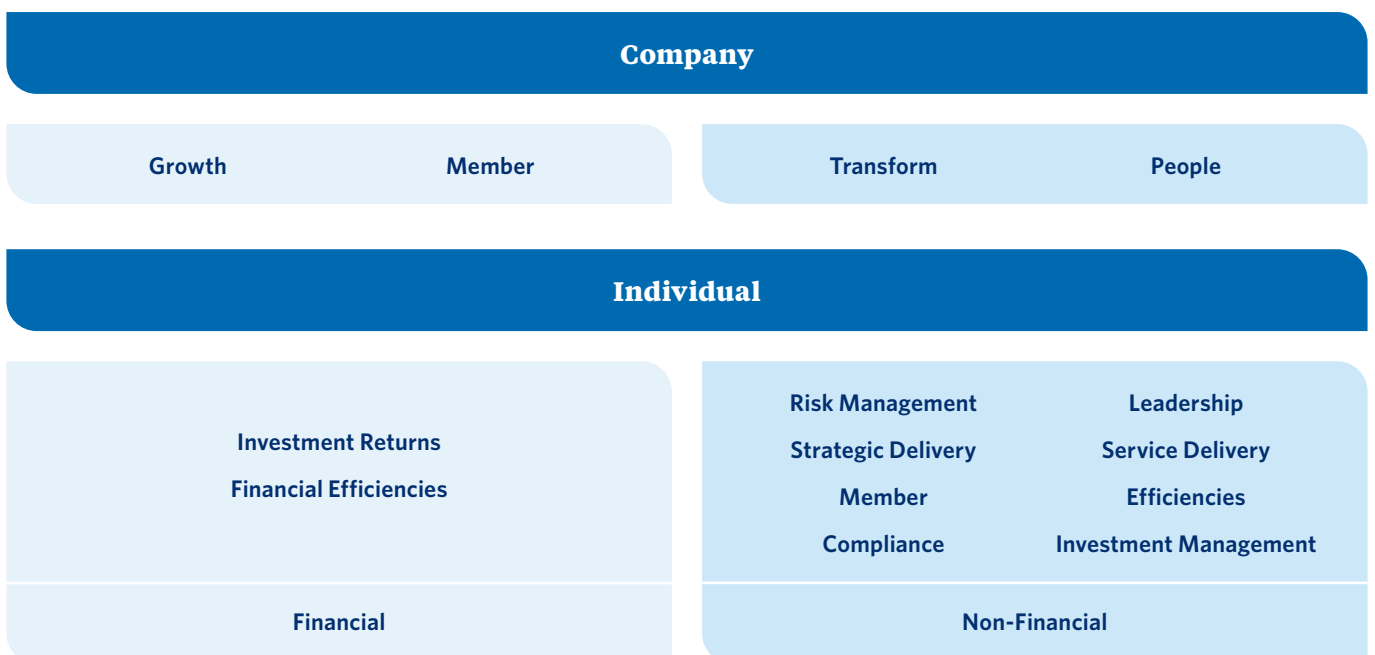 Company
Growth Member
Transform People
Individual
Investment Returns
Financial Efficiencies
Financial
Risk Management Leadership
Strategic Delivery Service Delivery
Member Efficiencies
Compliance Investment Management
Non-Financial